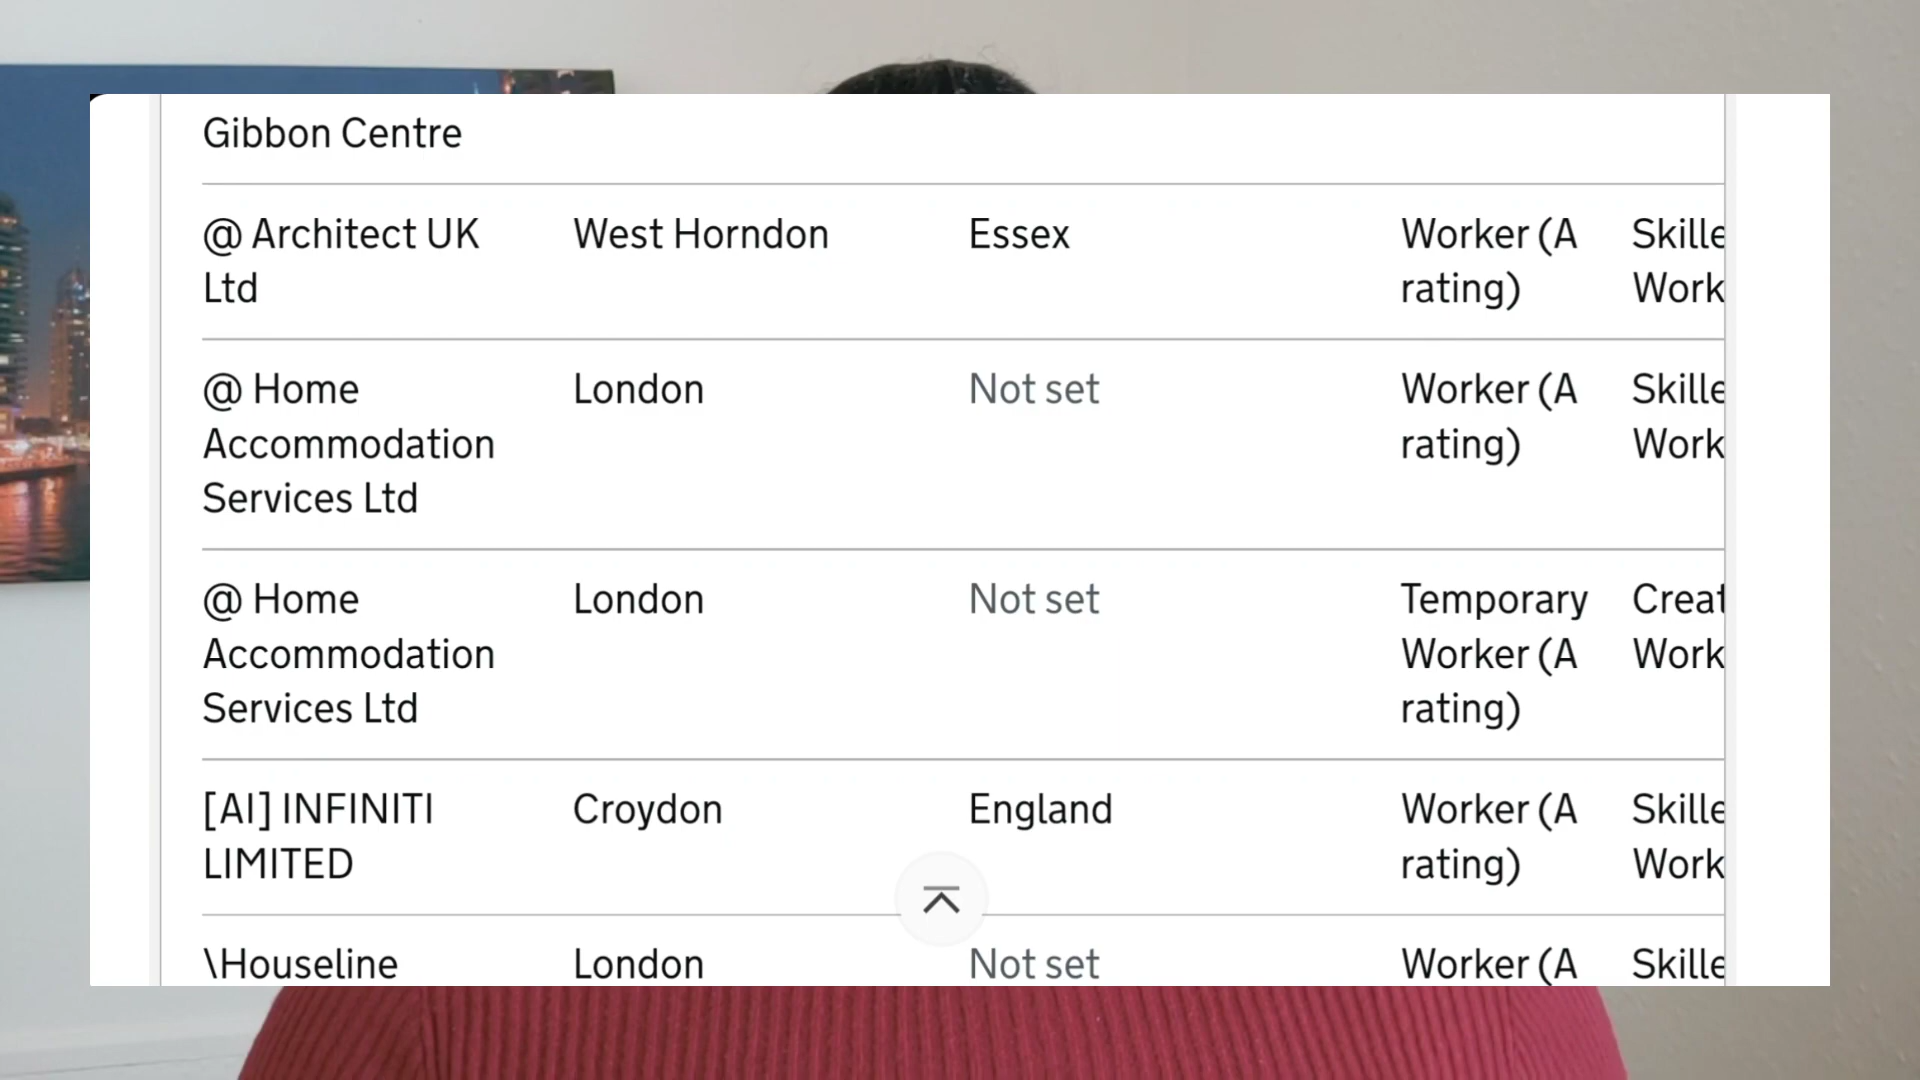 Gibbon Centre
@ Architect UK Ltd West Horndon Essex Worker (A rating) Skille Work
@ Home Accommodation Services Ltd London Not set Worker (A rating) Skille Work
@ Home Accommodation Services Ltd London Not set Temporary Worker (A rating) Creat Work
[AI] INFINITI LIMITED Croydon England Worker (A rating) Skille Work
\Houseline London Not set Worker (A Skille